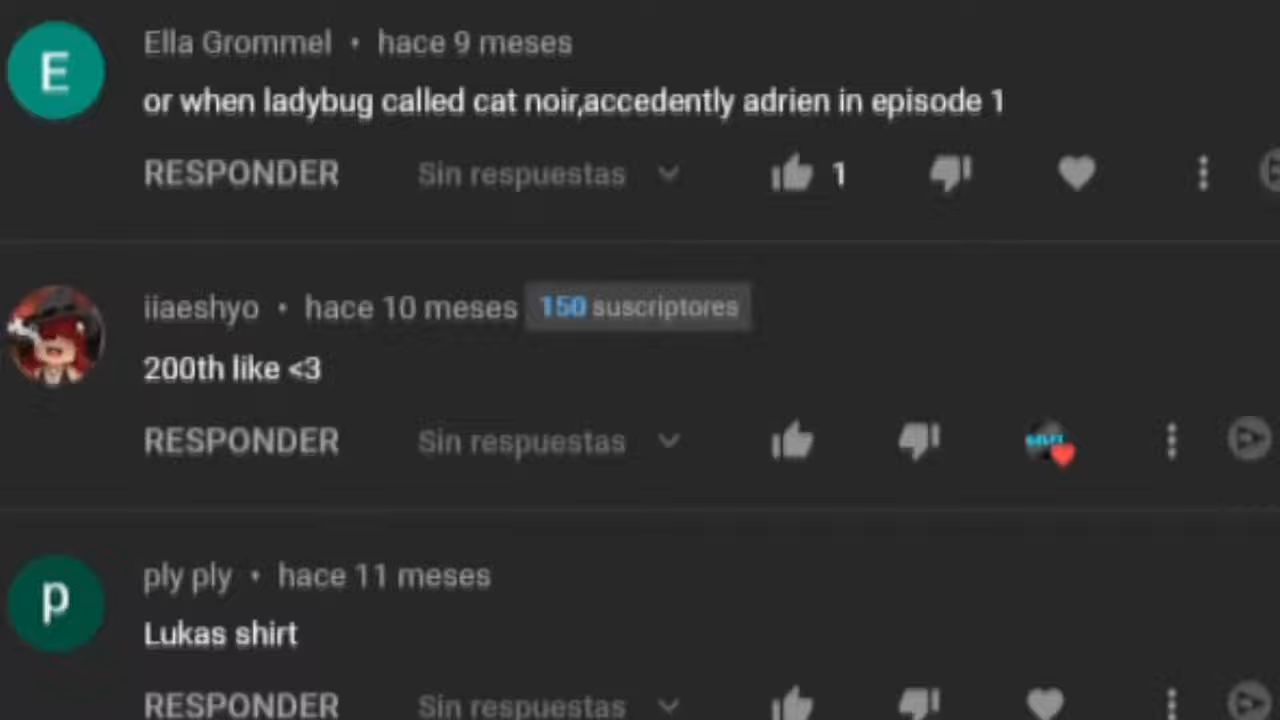 E
Ella Grommel • hace 9 meses
or when ladybug called cat noir,accedently adrien in episode 1
RESPONDER Sin respuestas 1
iiaeshyo • hace 10 meses 150 suscriptores
200th like <3
RESPONDER Sin respuestas
p
ply ply • hace 11 meses
Lukas shirt
RESPONDER Sin respuestas